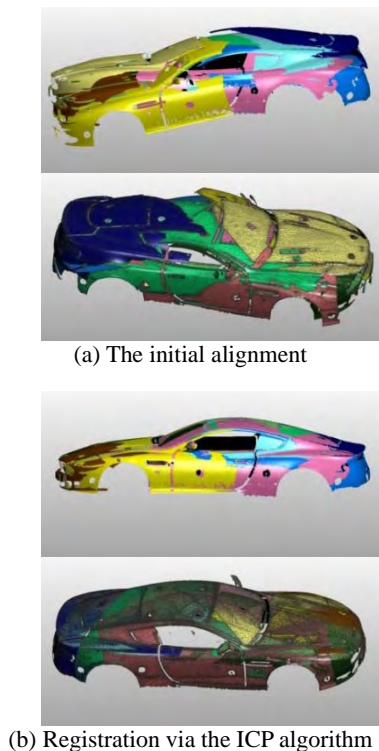 (a) The initial alignment
(b) Registration via the ICP algorithm